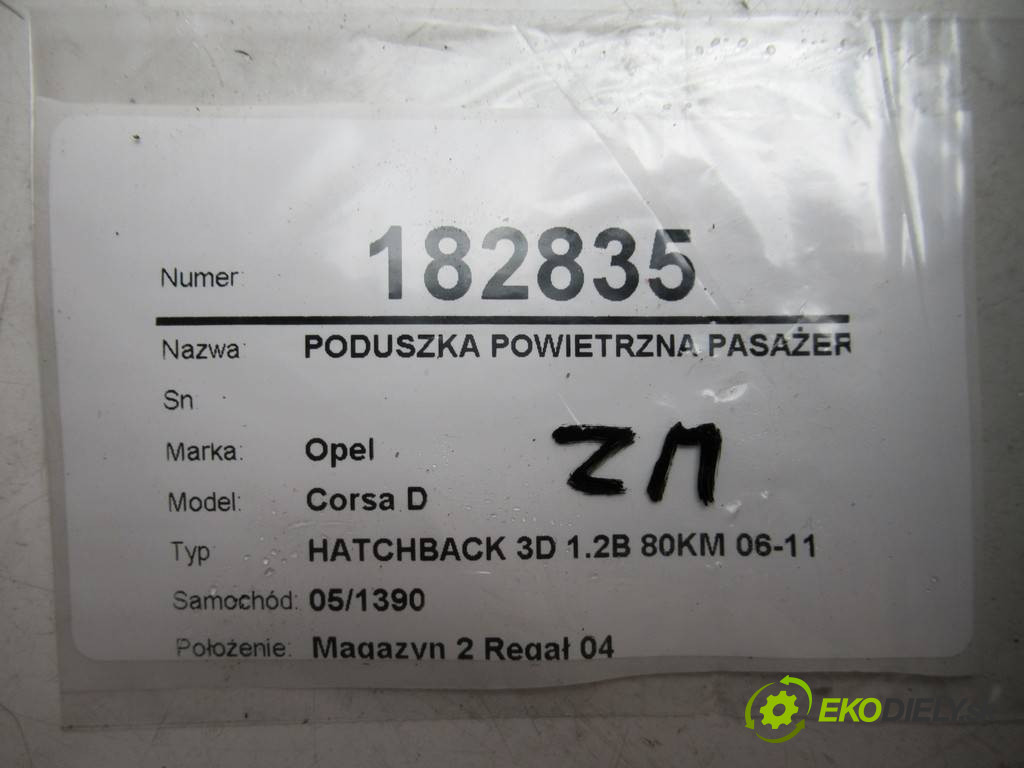 Numer: 182835
Nazwa: PODUSZKA POWIETRZNA PASAŻER
Sn:
Marka: Opel
ZM
Model: Corsa D
Typ HATCHBACK 3D 1.2B 80KM 06-11
Samochód: 05/1390
Położenie: Magazyn 2 Regał 04
EKODIELY.SK